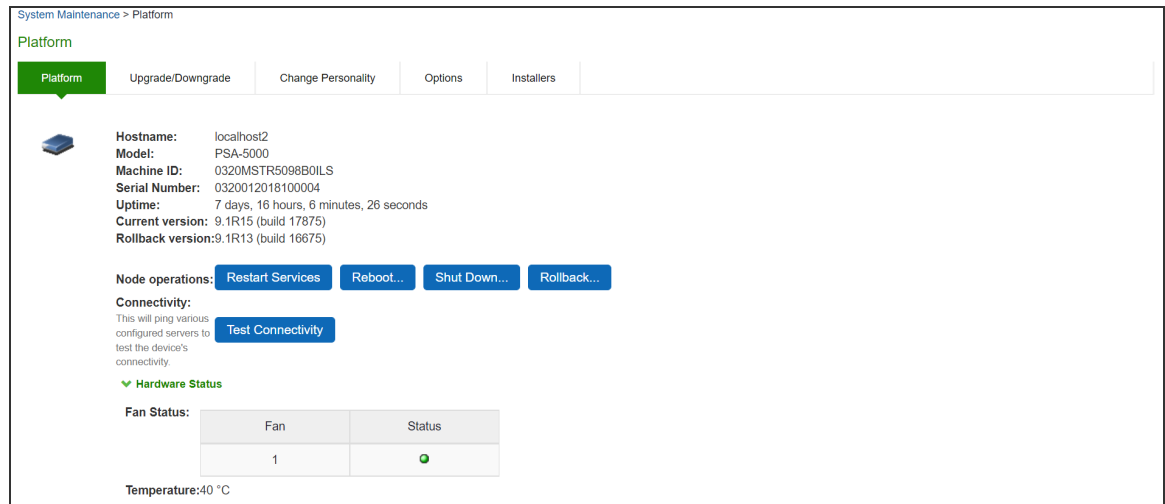 System Maintenance > Platform
Platform
Platform Upgrade/Downgrade Change Personality Options Installers
Hostname: localhost2
Model: PSA-5000
Machine ID: 0320MSTR5098B0ILS
Serial Number: 0320012018100004
Uptime: 7 days, 16 hours, 6 minutes, 26 seconds
Current version: 9.1R15 (build 17875)
Rollback version:9.1R13 (build 16675)
Node operations: Restart Services Reboot... Shut Down... Rollback...
Connectivity:
This will ping various
configured servers to
test the device's
connectivity.
Test Connectivity
Hardware Status
Fan Status:
Fan Status
1
Temperature:40 °C